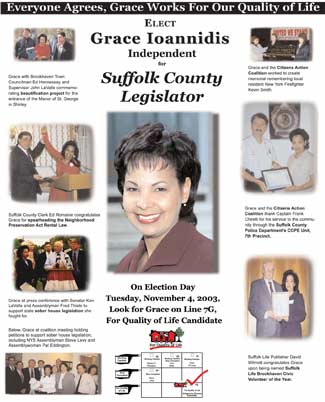 Everyone Agrees, Grace Works For Our Quality of Life
ELECT
Grace Ioannidis
Independent
for
Suffolk County
Legislator
Grace with Brookhaven Town
Councilman Ed Hennessey and
Supervisor John LaValle commemo-
rating beautification project for the
entrance of the Manor of St. George
in Shirley.
Suffolk County Clerk Ed Romaine congratulates
Grace for spearheading the Neighborhood
Preservation Act Rental Law.
Grace at press conference with Senator Ken
LaValle and Assemblyman Fred Thiele to
support state sober house legislation she
fought for.
Below, Grace at coalition meeting holding
petitions to support sober house legislation,
including NYS Assemblyman Steve Levy and
Assemblywoman Pat Eddington.
UNITED WE STAND
Grace and the Citizens Action
Coalition worked to create
memorial remembering local
resident New York Firefighter
Kevin Smith.
Grace and the Citizens Action
Coalition thank Captain Frank
for his service to the commu-
nity through the Suffolk County
Police Department's COPE Unit,
7th Precinct.
Suffolk Life Publisher David
Willmott congratulates Grace
upon being named Suffolk
Life Brookhaven Civic
Volunteer of the Year.
On Election Day
Tuesday, November 4, 2003,
Look for Grace on Line 7G,
For Quality of Life Candidate